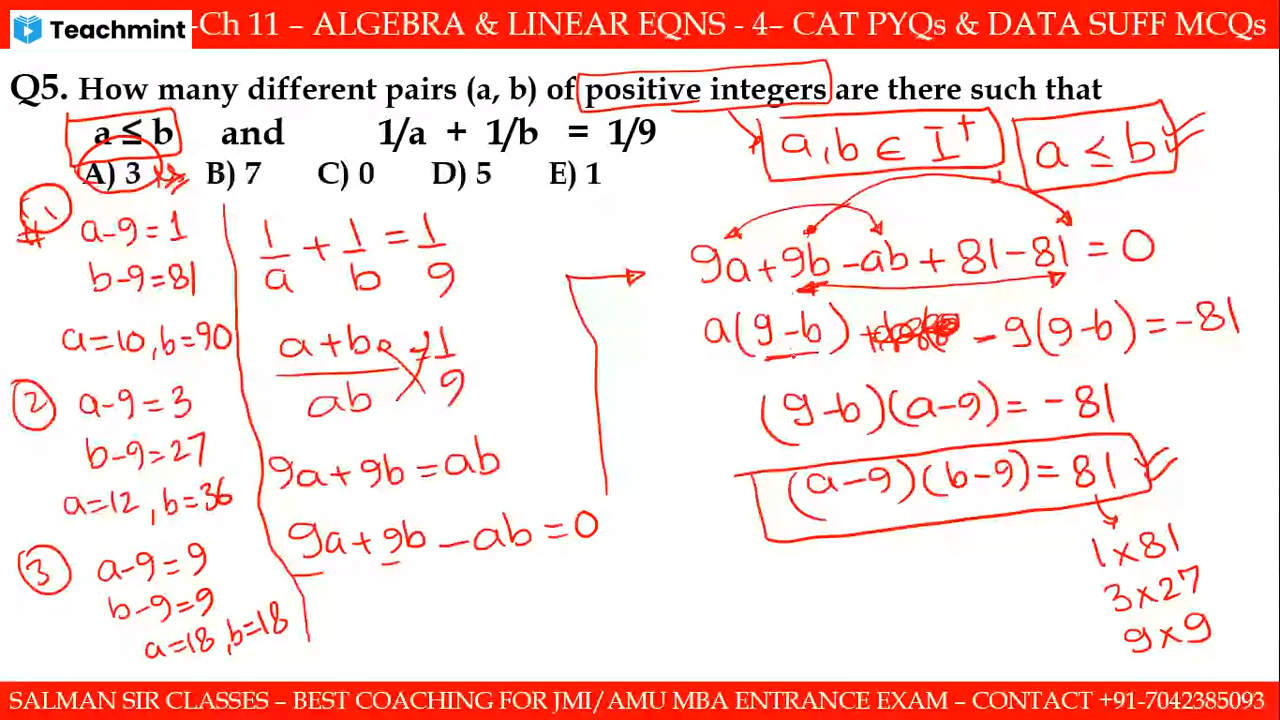 Teachmint
-Ch 11 – ALGEBRA & LINEAR EQNS - 4– CAT PYQs & DATA SUFF MCQs
Q5. How many different pairs (a, b) of positive integers are there such that
a ≤ b and 1/a + 1/b = 1/9
A) 3 B) 7 C) 0 D) 5 E) 1
a,b ∈ I⁺
a ≤ b
1
a-9=1
b-9=81
a=10, b=90
2
a-9=3
b-9=27
a=12, b=36
3
a-9=9
b-9=9
a=18, b=18
1/a + 1/b = 1/9
(a+b)/ab = 1/9
9a+9b=ab
9a+9b-ab=0
9a+9b-ab+81-81=0
a(9-b) -9(9-b)=-81
(9-b)(a-9)=-81
(a-9)(b-9)=81
1×81
3×27
9×9
SALMAN SIR CLASSES – BEST COACHING FOR JMI/AMU MBA ENTRANCE EXAM – CONTACT +91-7042385093